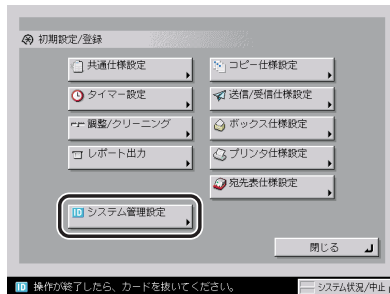 初期設定/登録
共通仕様設定
コピー仕様設定
タイマー設定
送信/受信仕様設定
調整/クリーニング
ボックス仕様設定
レポート出力
プリンタ仕様設定
宛先表仕様設定
ID システム管理設定
閉じる
ID 操作が終了したら、カードを抜いてください。
システム状況/中止